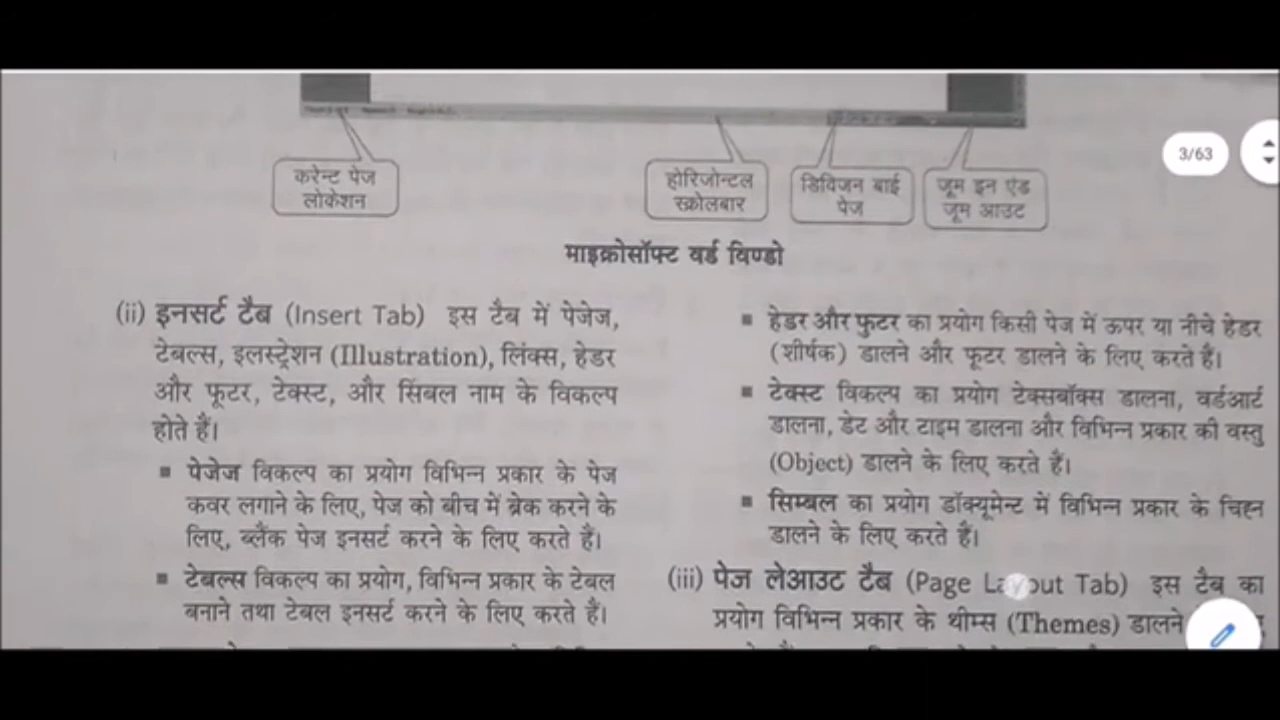 करेन्ट पेज
लोकेशन
होरिजोन्टल
स्क्रोलबार
डिविजन बाई
पेज
जूम इन एंड
जूम आउट
3/63
माइक्रोसॉफ्ट वर्ड विण्डो
(ii) इनसर्ट टैब (Insert Tab) इस टैब में पेजेज,
टेबल्स, इलस्ट्रेशन (Illustration), लिंक्स, हेडर
और फूटर, टेक्स्ट, और सिंबल नाम के विकल्प
होते हैं।
▪ पेजेज विकल्प का प्रयोग विभिन्न प्रकार के पेज
कवर लगाने के लिए, पेज को बीच में ब्रेक करने के
लिए, ब्लैंक पेज इनसर्ट करने के लिए करते हैं।
▪ टेबल्स विकल्प का प्रयोग, विभिन्न प्रकार के टेबल
बनाने तथा टेबल इनसर्ट करने के लिए करते हैं।
▪ हेडर और फुटर का प्रयोग किसी पेज में ऊपर या नीचे हेडर
(शीर्षक) डालने और फूटर डालने के लिए करते हैं।
▪ टेक्स्ट विकल्प का प्रयोग टेक्सबॉक्स डालना, वर्डआर्ट
डालना, डेट और टाइम डालना और विभिन्न प्रकार की वस्तु
(Object) डालने के लिए करते हैं।
▪ सिम्बल का प्रयोग डॉक्यूमेन्ट में विभिन्न प्रकार के चिह्न
डालने के लिए करते हैं।
(iii) पेज लेआउट टैब (Page Layout Tab) इस टैब का
प्रयोग विभिन्न प्रकार के थीम्स (Themes) डालने